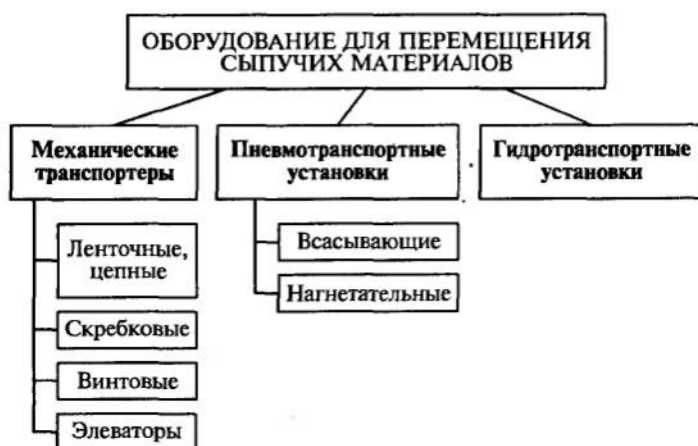 ОБОРУДОВАНИЕ ДЛЯ ПЕРЕМЕЩЕНИЯ
СЫПУЧИХ МАТЕРИАЛОВ
Механические
транспортеры
Ленточные,
цепные
Скребковые
Винтовые
Элеваторы
Пневмотранспортные
установки
Всасывающие
Нагнетательные
Гидротранспортные
установки